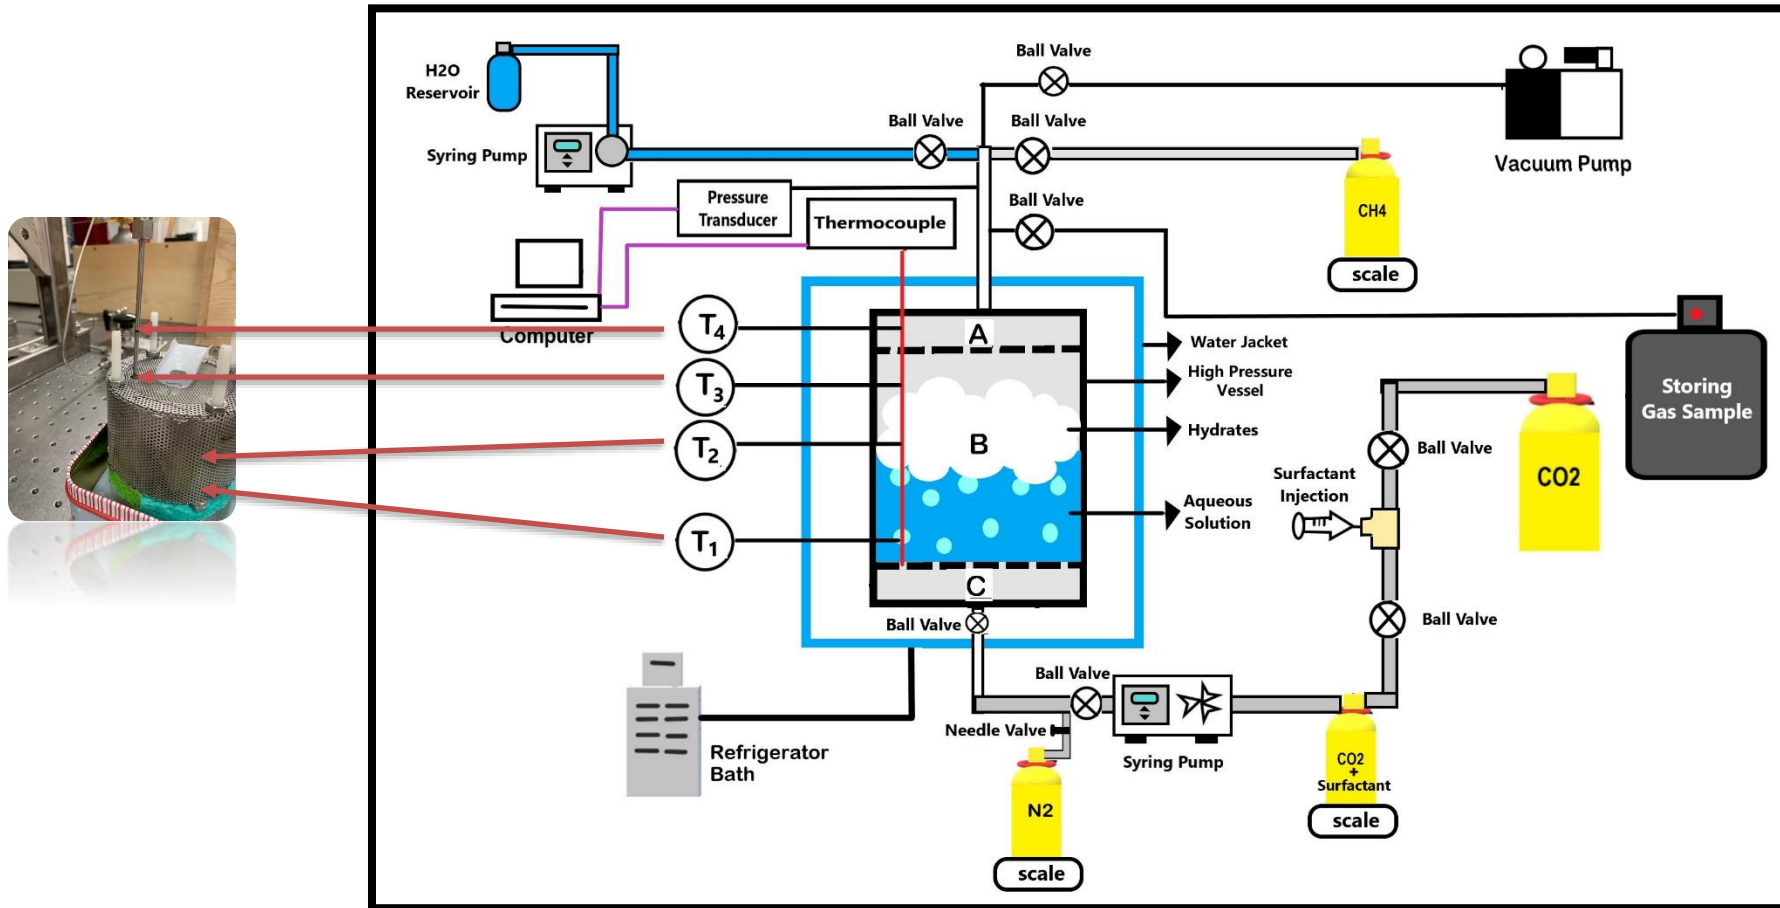 Ball Valve
H2O
Reservoir
Ball Valve
Ball Valve
Syring Pump
Vacuum Pump
Pressure
Transducer
Ball Valve
CH4
Thermocouple
scale
Computer
T4
T3
T2
T1
A
B
C
Water Jacket
High Pressure
Vessel
Hydrates
Aqueous
Solution
Storing
Gas Sample
Ball Valve
CO2
Surfactant
Injection
Ball Valve
Ball Valve
Ball Valve
Needle Valve
Syring Pump
Refrigerator
Bath
N2
scale
CO2
+
Surfactant
scale